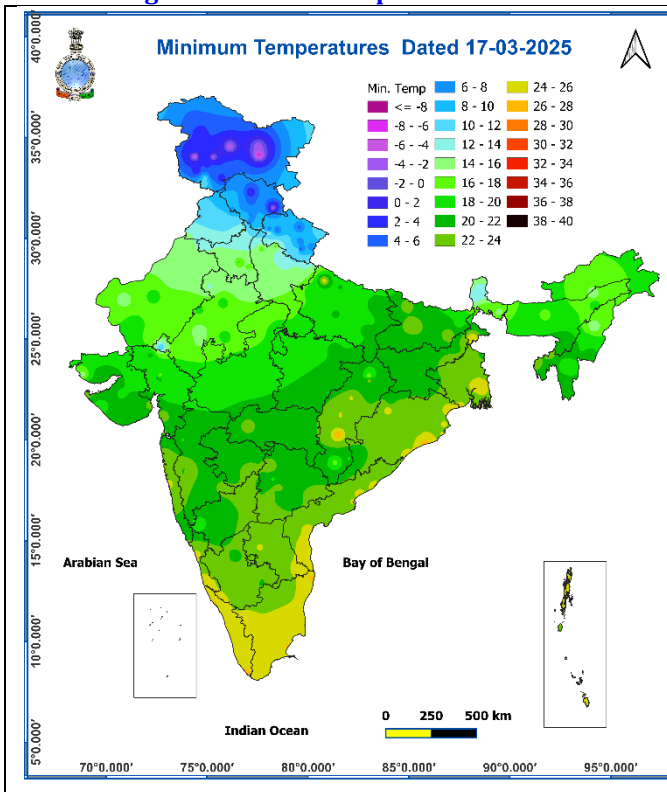 Minimum Temperatures Dated 17-03-2025
Min. Temp
<= -8
-8 - -6
-6 - -4
-4 - -2
-2 - 0
0 - 2
2 - 4
4 - 6
6 - 8
8 - 10
10 - 12
12 - 14
14 - 16
16 - 18
18 - 20
20 - 22
22 - 24
24 - 26
26 - 28
28 - 30
30 - 32
32 - 34
34 - 36
36 - 38
38 - 40
40°0.000'
35°0.000'
30°0.000'
25°0.000'
20°0.000'
15°0.000'
10°0.000'
5°0.000'
Arabian Sea
Bay of Bengal
Indian Ocean
0 250 500 km
70°0.000' 75°0.000' 80°0.000' 85°0.000' 90°0.000' 95°0.000'